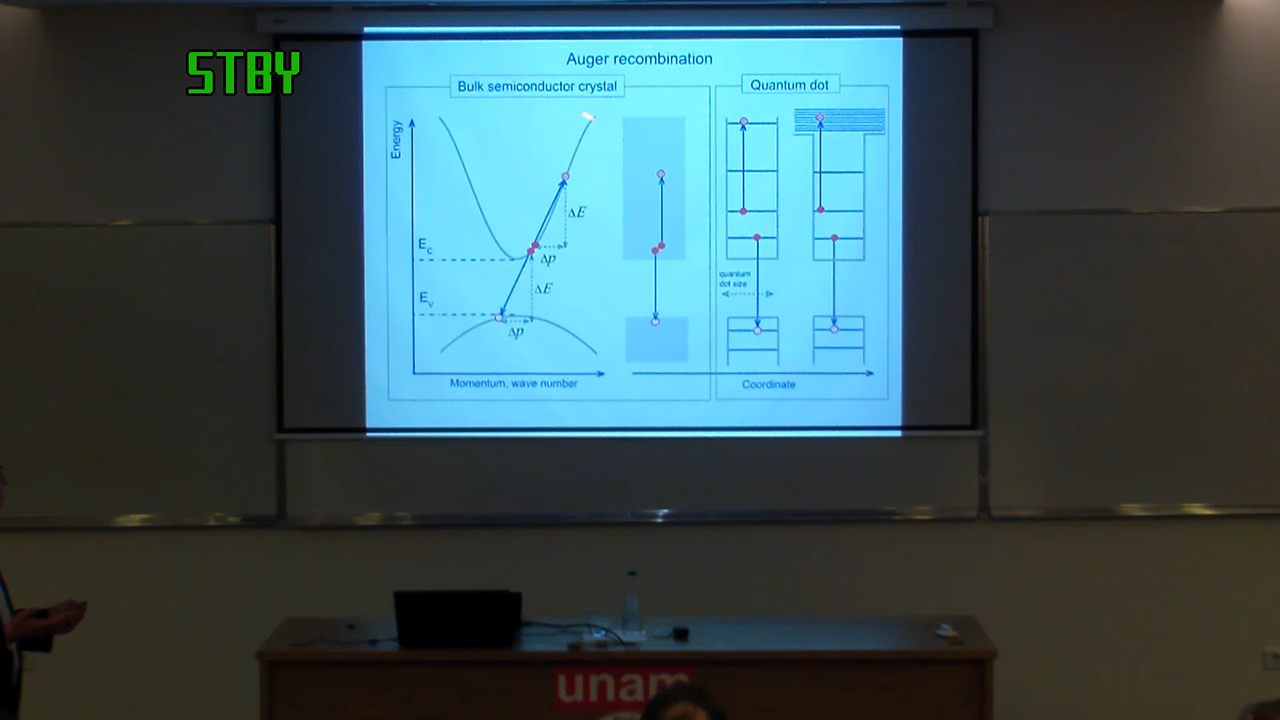 STBY
Auger recombination
Bulk semiconductor crystal
Quantum dot
Energy
ΔE
E_c
Δp
ΔE
E_v
Δp
quantum
dot size
Momentum, wave number
Coordinate
unam